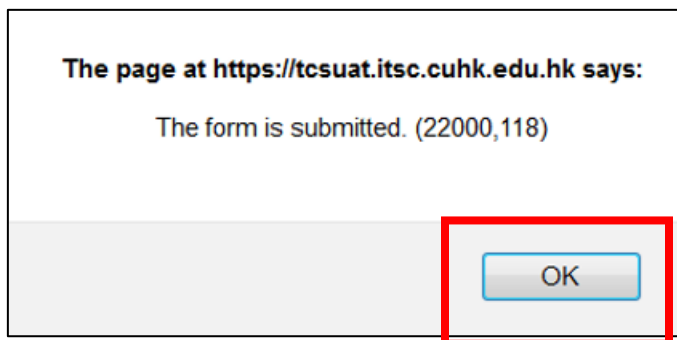 The page at https://tcsuat.itsc.cuhk.edu.hk says:
The form is submitted. (22000,118)
OK